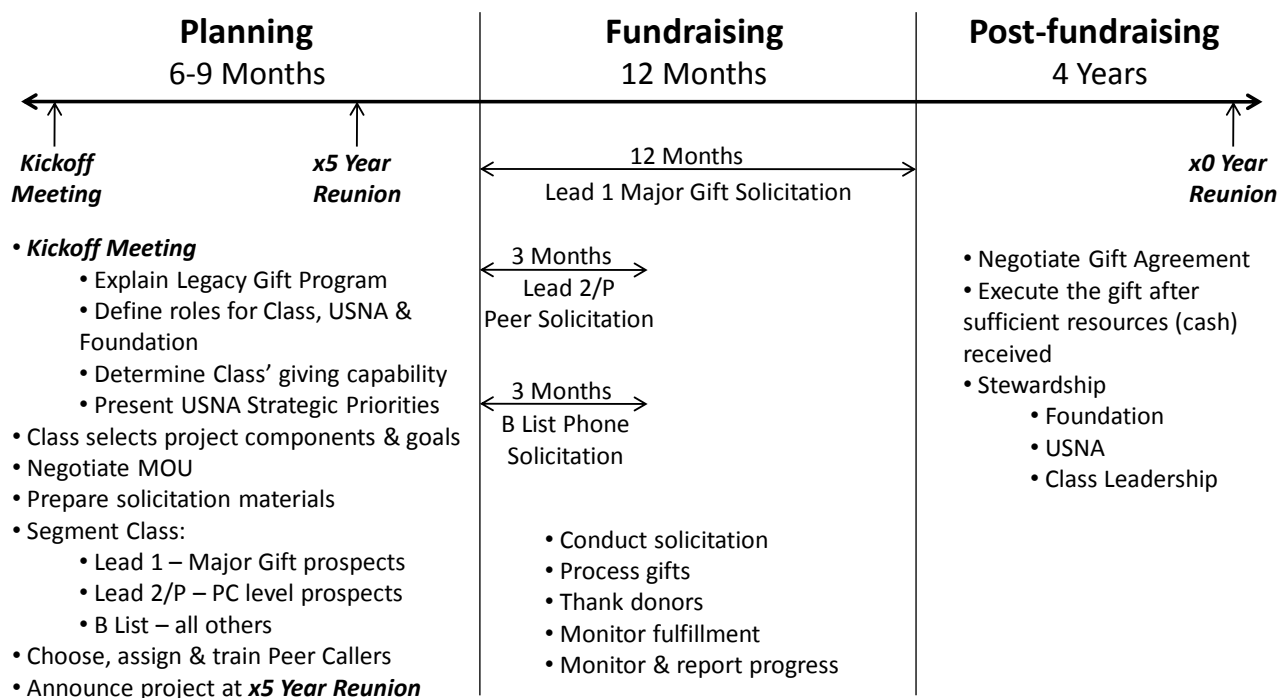 Planning
6-9 Months
Fundraising
12 Months
Post-fundraising
4 Years
Kickoff
Meeting
x5 Year
Reunion
12 Months
Lead 1 Major Gift Solicitation
x0 Year
Reunion
• Kickoff Meeting
• Explain Legacy Gift Program
• Define roles for Class, USNA &
Foundation
• Determine Class’ giving capability
• Present USNA Strategic Priorities
• Class selects project components & goals
• Negotiate MOU
• Prepare solicitation materials
• Segment Class:
• Lead 1 – Major Gift prospects
• Lead 2/P – PC level prospects
• B List – all others
• Choose, assign & train Peer Callers
• Announce project at x5 Year Reunion
3 Months
Lead 2/P
Peer Solicitation
3 Months
B List Phone
Solicitation
• Conduct solicitation
• Process gifts
• Thank donors
• Monitor fulfillment
• Monitor & report progress
• Negotiate Gift Agreement
• Execute the gift after
sufficient resources (cash)
received
• Stewardship
• Foundation
• USNA
• Class Leadership